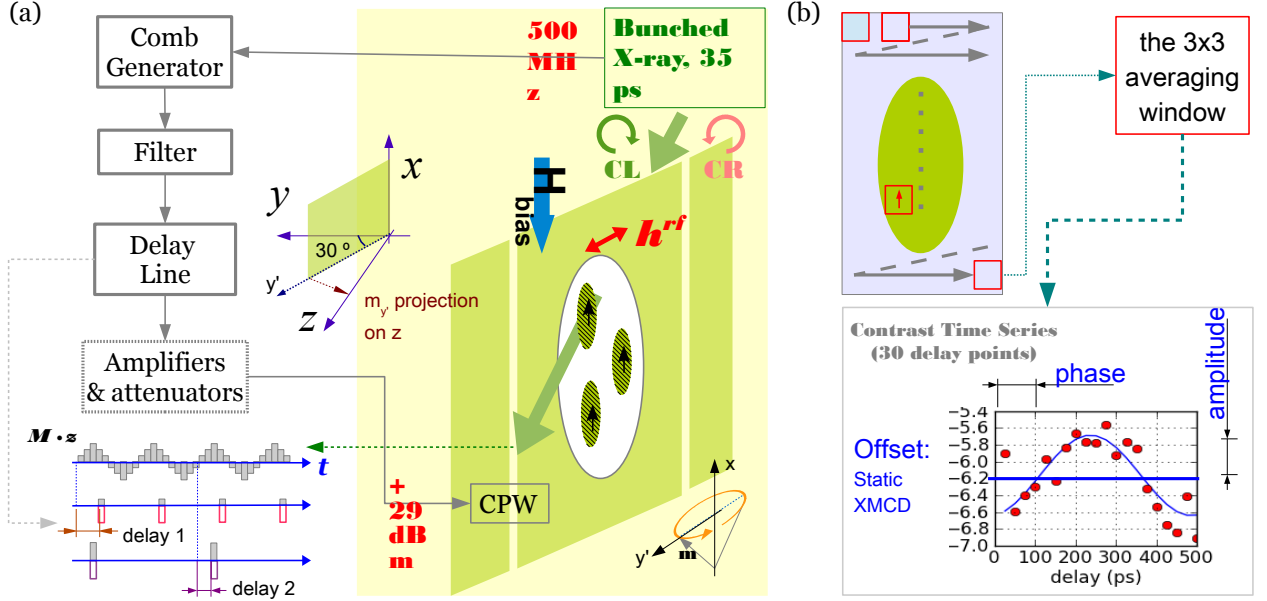 (a)
Comb
Generator
Filter
Delay
Line
Amplifiers
& attenuators
500
MH
z
Bunched
X-ray, 35
ps
CL
CR
H
bias
h^rf
x
y
30 º
y'
z
m_y' projection
on z
M·z
t
delay 1
delay 2
+
29
dB
m
CPW
x
y'
m
(b)
the 3x3
averaging
window
Contrast Time Series
(30 delay points)
phase
amplitude
Offset:
Static
XMCD
−5.4
−5.6
−5.8
−6.0
−6.2
−6.4
−6.6
−6.8
−7.0
0 100 200 300 400 500
delay (ps)